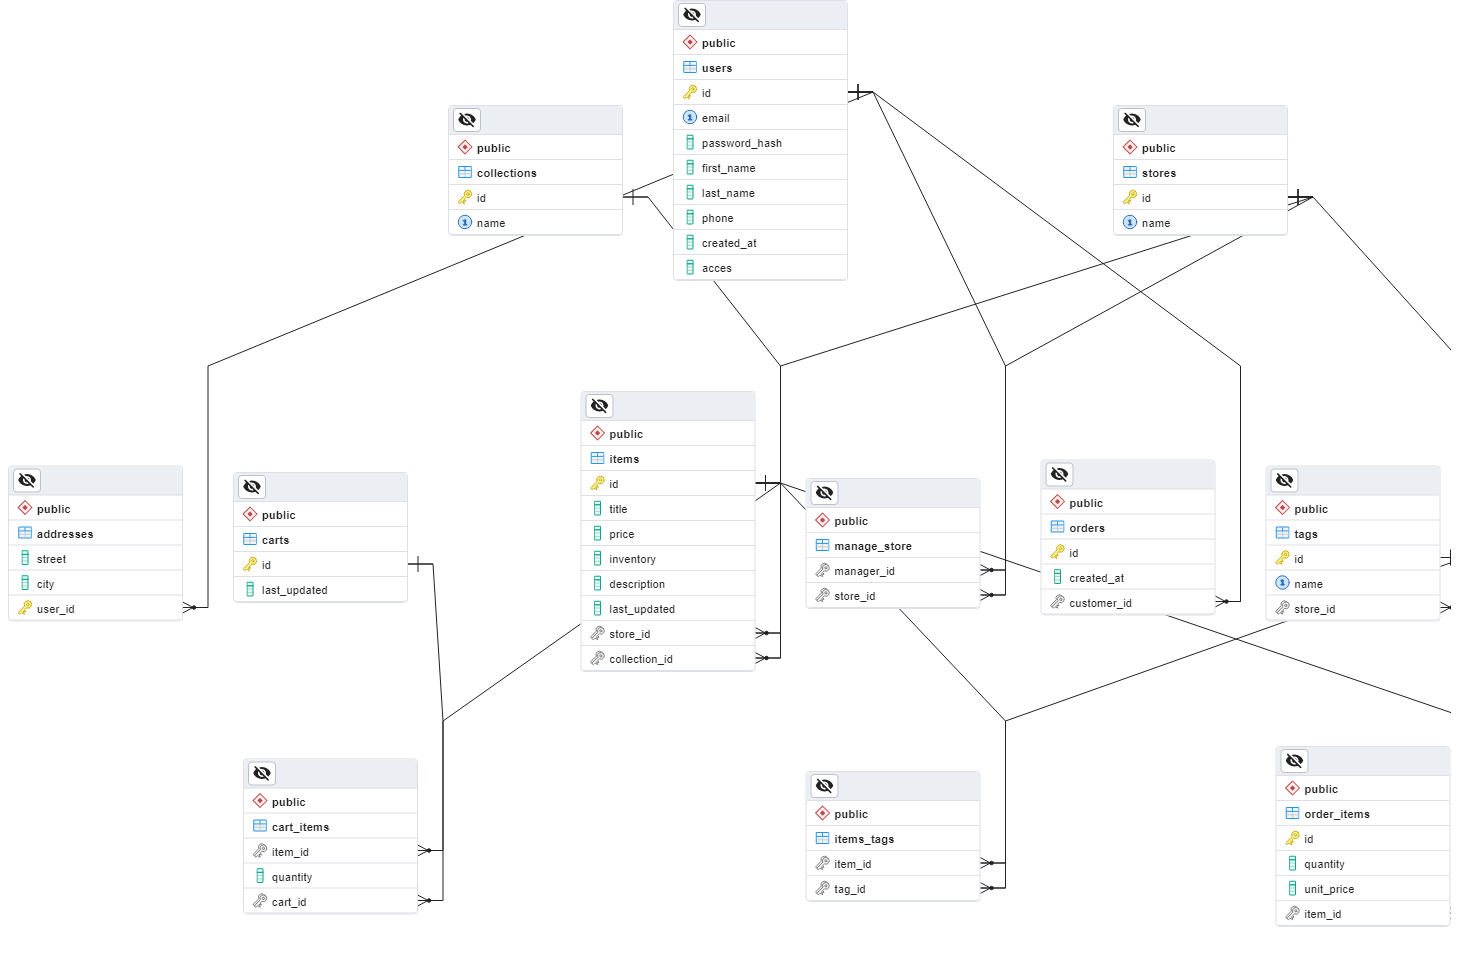 public
users
id
email
password_hash
first_name
last_name
phone
created_at
acces
public
collections
id
name
public
stores
id
name
public
items
id
title
price
inventory
description
last_updated
store_id
collection_id
public
addresses
street
city
user_id
public
carts
id
last_updated
public
manage_store
manager_id
store_id
public
orders
id
created_at
customer_id
public
tags
id
name
store_id
public
cart_items
item_id
quantity
cart_id
public
items_tags
item_id
tag_id
public
order_items
id
quantity
unit_price
item_id